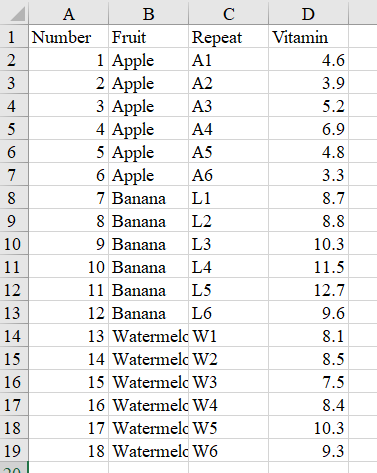 A B C D
1 Number Fruit Repeat Vitamin
2 1 Apple A1 4.6
3 2 Apple A2 3.9
4 3 Apple A3 5.2
5 4 Apple A4 6.9
6 5 Apple A5 4.8
7 6 Apple A6 3.3
8 7 Banana L1 8.7
9 8 Banana L2 8.8
10 9 Banana L3 10.3
11 10 Banana L4 11.5
12 11 Banana L5 12.7
13 12 Banana L6 9.6
14 13 Watermelo W1 8.1
15 14 Watermelo W2 8.5
16 15 Watermelo W3 7.5
17 16 Watermelo W4 8.4
18 17 Watermelo W5 10.3
19 18 Watermelo W6 9.3